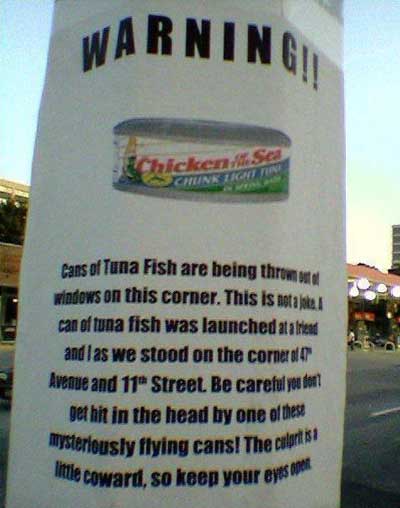 WARNING!!
Chicken OF THE Sea
CHUNK LIGHT TUNA
Cans of Tuna Fish are being thrown out of
windows on this corner. This is not a joke. A
can of tuna fish was launched at a friend
and I as we stood on the corner of 47th
Avenue and 11th Street. Be careful you don't
get hit in the head by one of these
mysteriously flying cans! The culprit is a
little coward, so keep your eyes open.